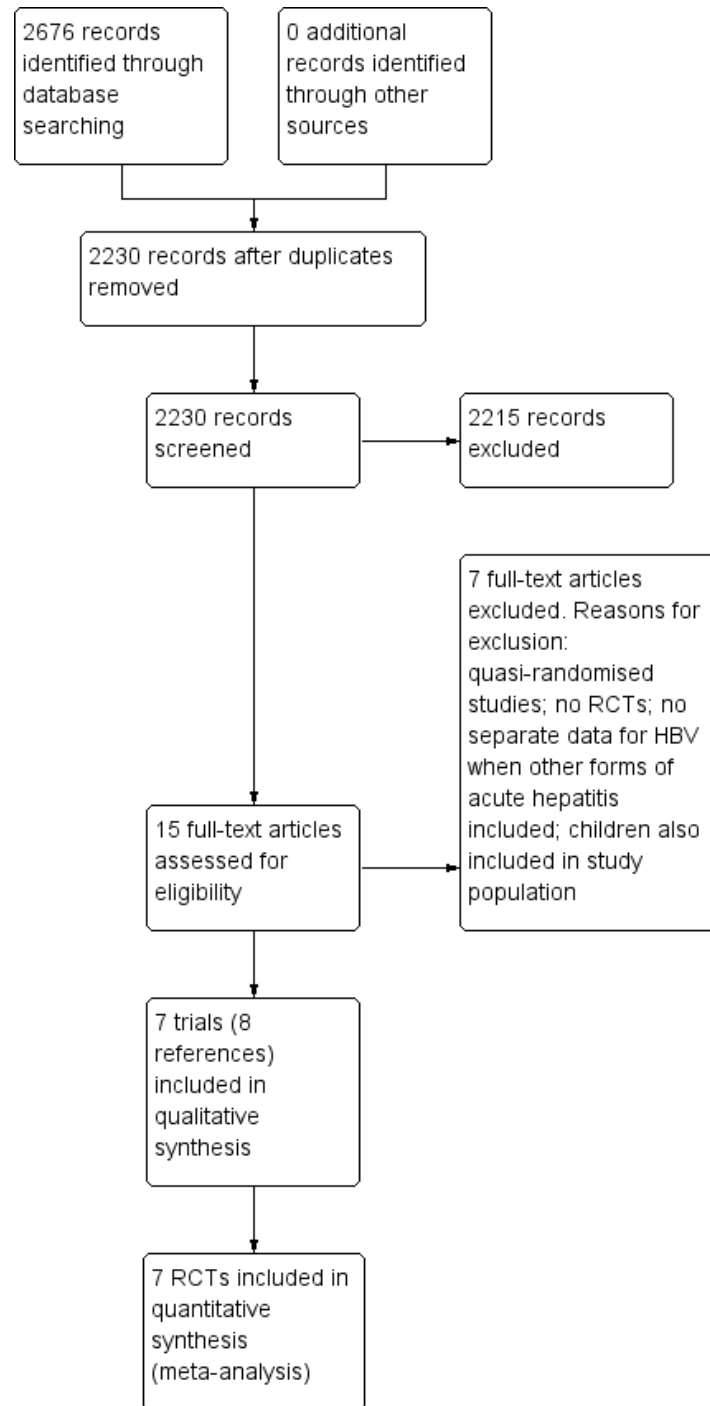 2676 records
identified through
database
searching
0 additional
records identified
through other
sources
2230 records after duplicates
removed
2230 records
screened
2215 records
excluded
7 full-text articles
excluded. Reasons for
exclusion:
quasi-randomised
studies; no RCTs; no
separate data for HBV
when other forms of
acute hepatitis
included; children also
included in study
population
15 full-text articles
assessed for
eligibility
7 trials (8
references)
included in
qualitative
synthesis
7 RCTs included in
quantitative
synthesis
(meta-analysis)